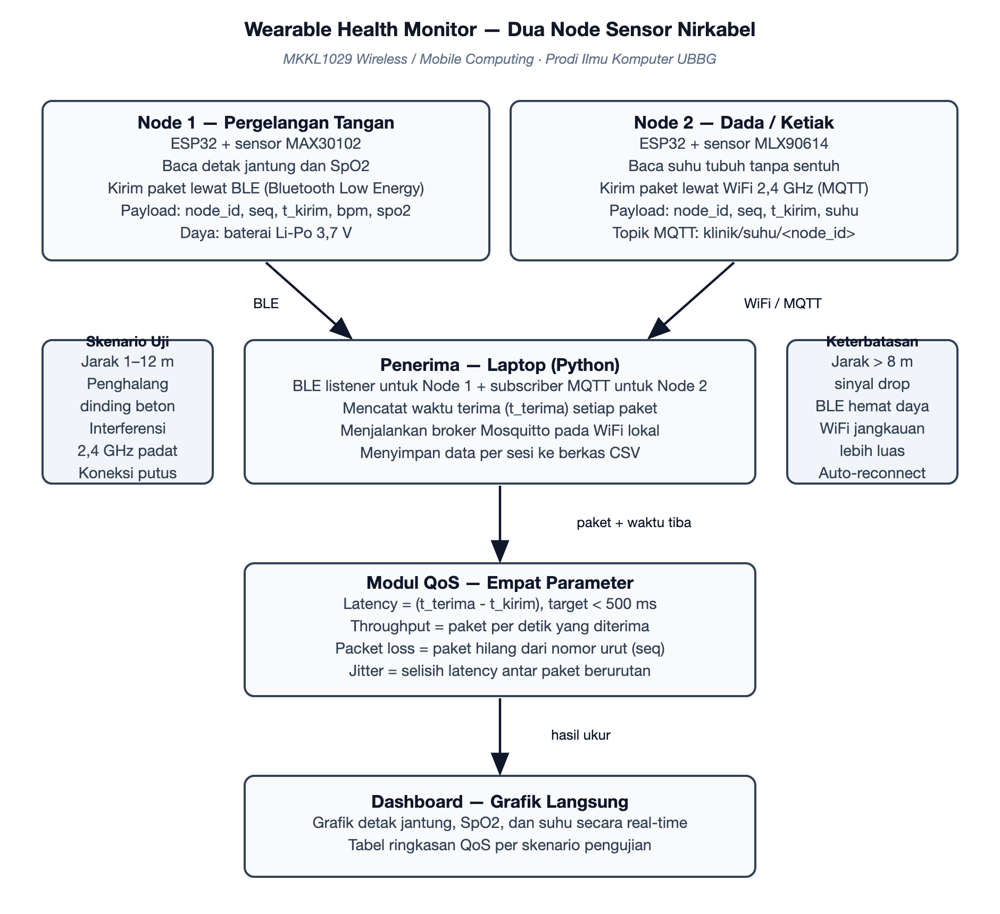 Wearable Health Monitor — Dua Node Sensor Nirkabel
MKKL1029 Wireless / Mobile Computing · Prodi Ilmu Komputer UBBG
Node 1 — Pergelangan Tangan
ESP32 + sensor MAX30102
Baca detak jantung dan SpO2
Kirim paket lewat BLE (Bluetooth Low Energy)
Payload: node_id, seq, t_kirim, bpm, spo2
Daya: baterai Li-Po 3,7 V
Node 2 — Dada / Ketiak
ESP32 + sensor MLX90614
Baca suhu tubuh tanpa sentuh
Kirim paket lewat WiFi 2,4 GHz (MQTT)
Payload: node_id, seq, t_kirim, suhu
Topik MQTT: klinik/suhu/<node_id>
BLE
WiFi / MQTT
Skenario Uji
Jarak 1–12 m
Penghalang
dinding beton
Interferensi
2,4 GHz padat
Koneksi putus
Penerima — Laptop (Python)
BLE listener untuk Node 1 + subscriber MQTT untuk Node 2
Mencatat waktu terima (t_terima) setiap paket
Menjalankan broker Mosquitto pada WiFi lokal
Menyimpan data per sesi ke berkas CSV
Keterbatasan
Jarak > 8 m
sinyal drop
BLE hemat daya
WiFi jangkauan
lebih luas
Auto-reconnect
paket + waktu tiba
Modul QoS — Empat Parameter
Latency = (t_terima - t_kirim), target < 500 ms
Throughput = paket per detik yang diterima
Packet loss = paket hilang dari nomor urut (seq)
Jitter = selisih latency antar paket berurutan
hasil ukur
Dashboard — Grafik Langsung
Grafik detak jantung, SpO2, dan suhu secara real-time
Tabel ringkasan QoS per skenario pengujian